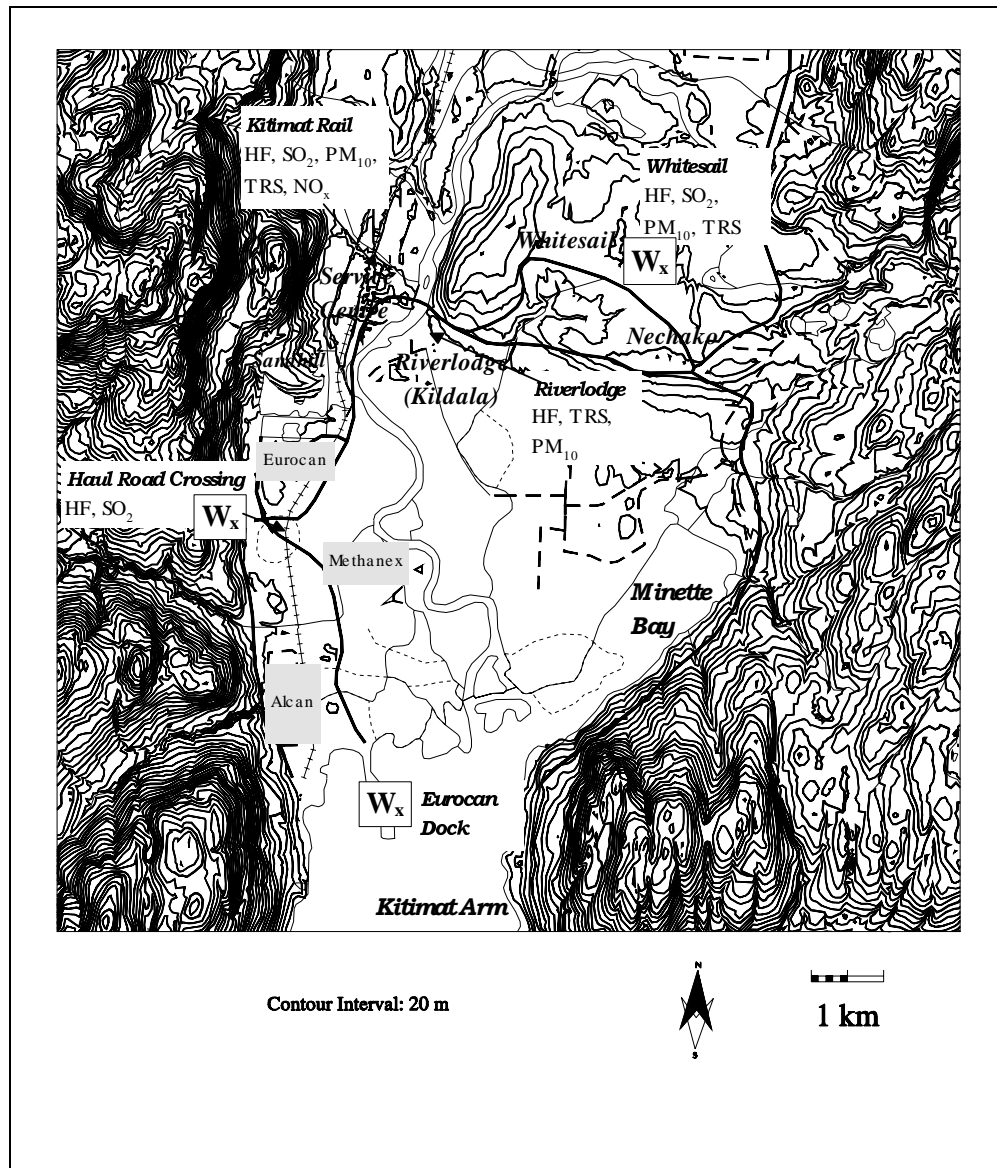 Kitimat Rail
HF, SO₂, PM₁₀,
TRS, NOₓ
Whitesail
HF, SO₂,
PM₁₀, TRS
Whitesail
Wₓ
Service
Centre
Nechako
Sandhill
Riverlodge
(Kildala)
Riverlodge
HF, TRS,
PM₁₀
Eurocan
Haul Road Crossing
HF, SO₂
Wₓ
Methanex
Minette
Bay
Alcan
Wₓ
Eurocan
Dock
Kitimat Arm
N
S
Contour Interval: 20 m
1 km